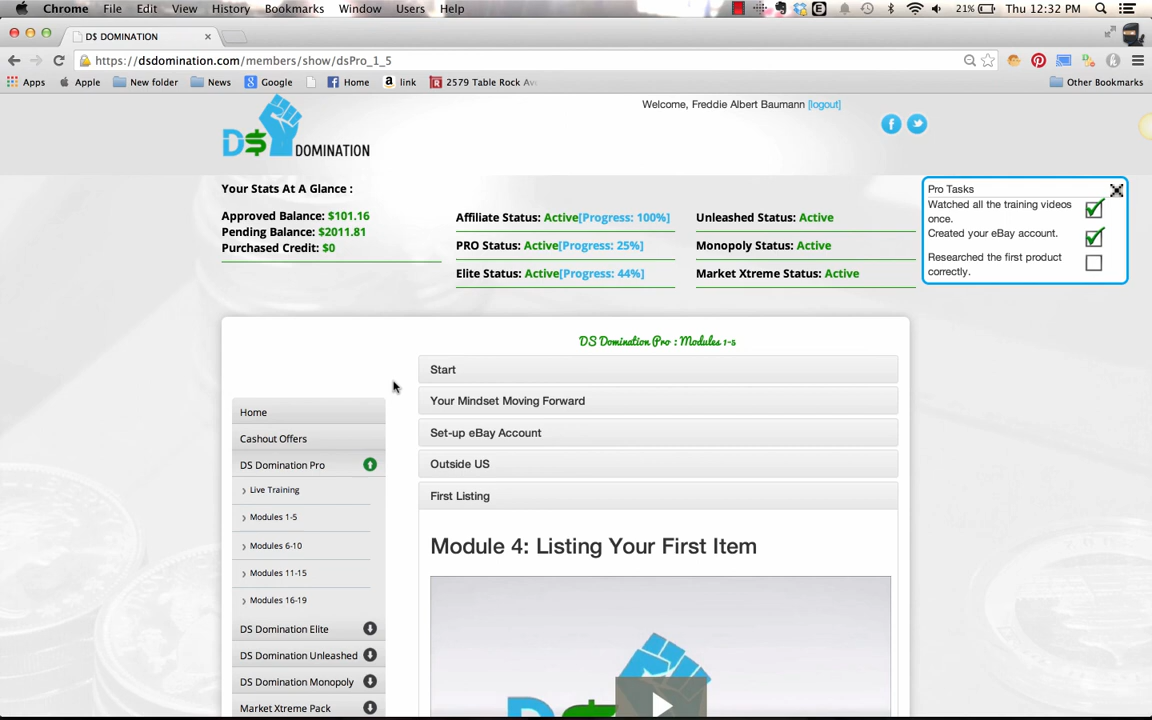 Chrome File Edit View History Bookmarks Window Users Help 21% Thu 12:32 PM
D$ DOMINATION
https://dsdomination.com/members/show/dsPro_1_5
Apps Apple New folder News Google Home link 2579 Table Rock Av Other Bookmarks
Welcome, Freddie Albert Baumann [logout]
D$ DOMINATION
Your Stats At A Glance :
Approved Balance: $101.16
Pending Balance: $2011.81
Purchased Credit: $0
Affiliate Status: Active[Progress: 100%]
PRO Status: Active[Progress: 25%]
Elite Status: Active[Progress: 44%]
Unleashed Status: Active
Monopoly Status: Active
Market Xtreme Status: Active
Pro Tasks
Watched all the training videos
once.
Created your eBay account.
Researched the first product
correctly.
DS Domination Pro : Modules 1-5
Home
Cashout Offers
DS Domination Pro
Live Training
Modules 1-5
Modules 6-10
Modules 11-15
Modules 16-19
DS Domination Elite
DS Domination Unleashed
DS Domination Monopoly
Market Xtreme Pack
Start
Your Mindset Moving Forward
Set-up eBay Account
Outside US
First Listing
Module 4: Listing Your First Item